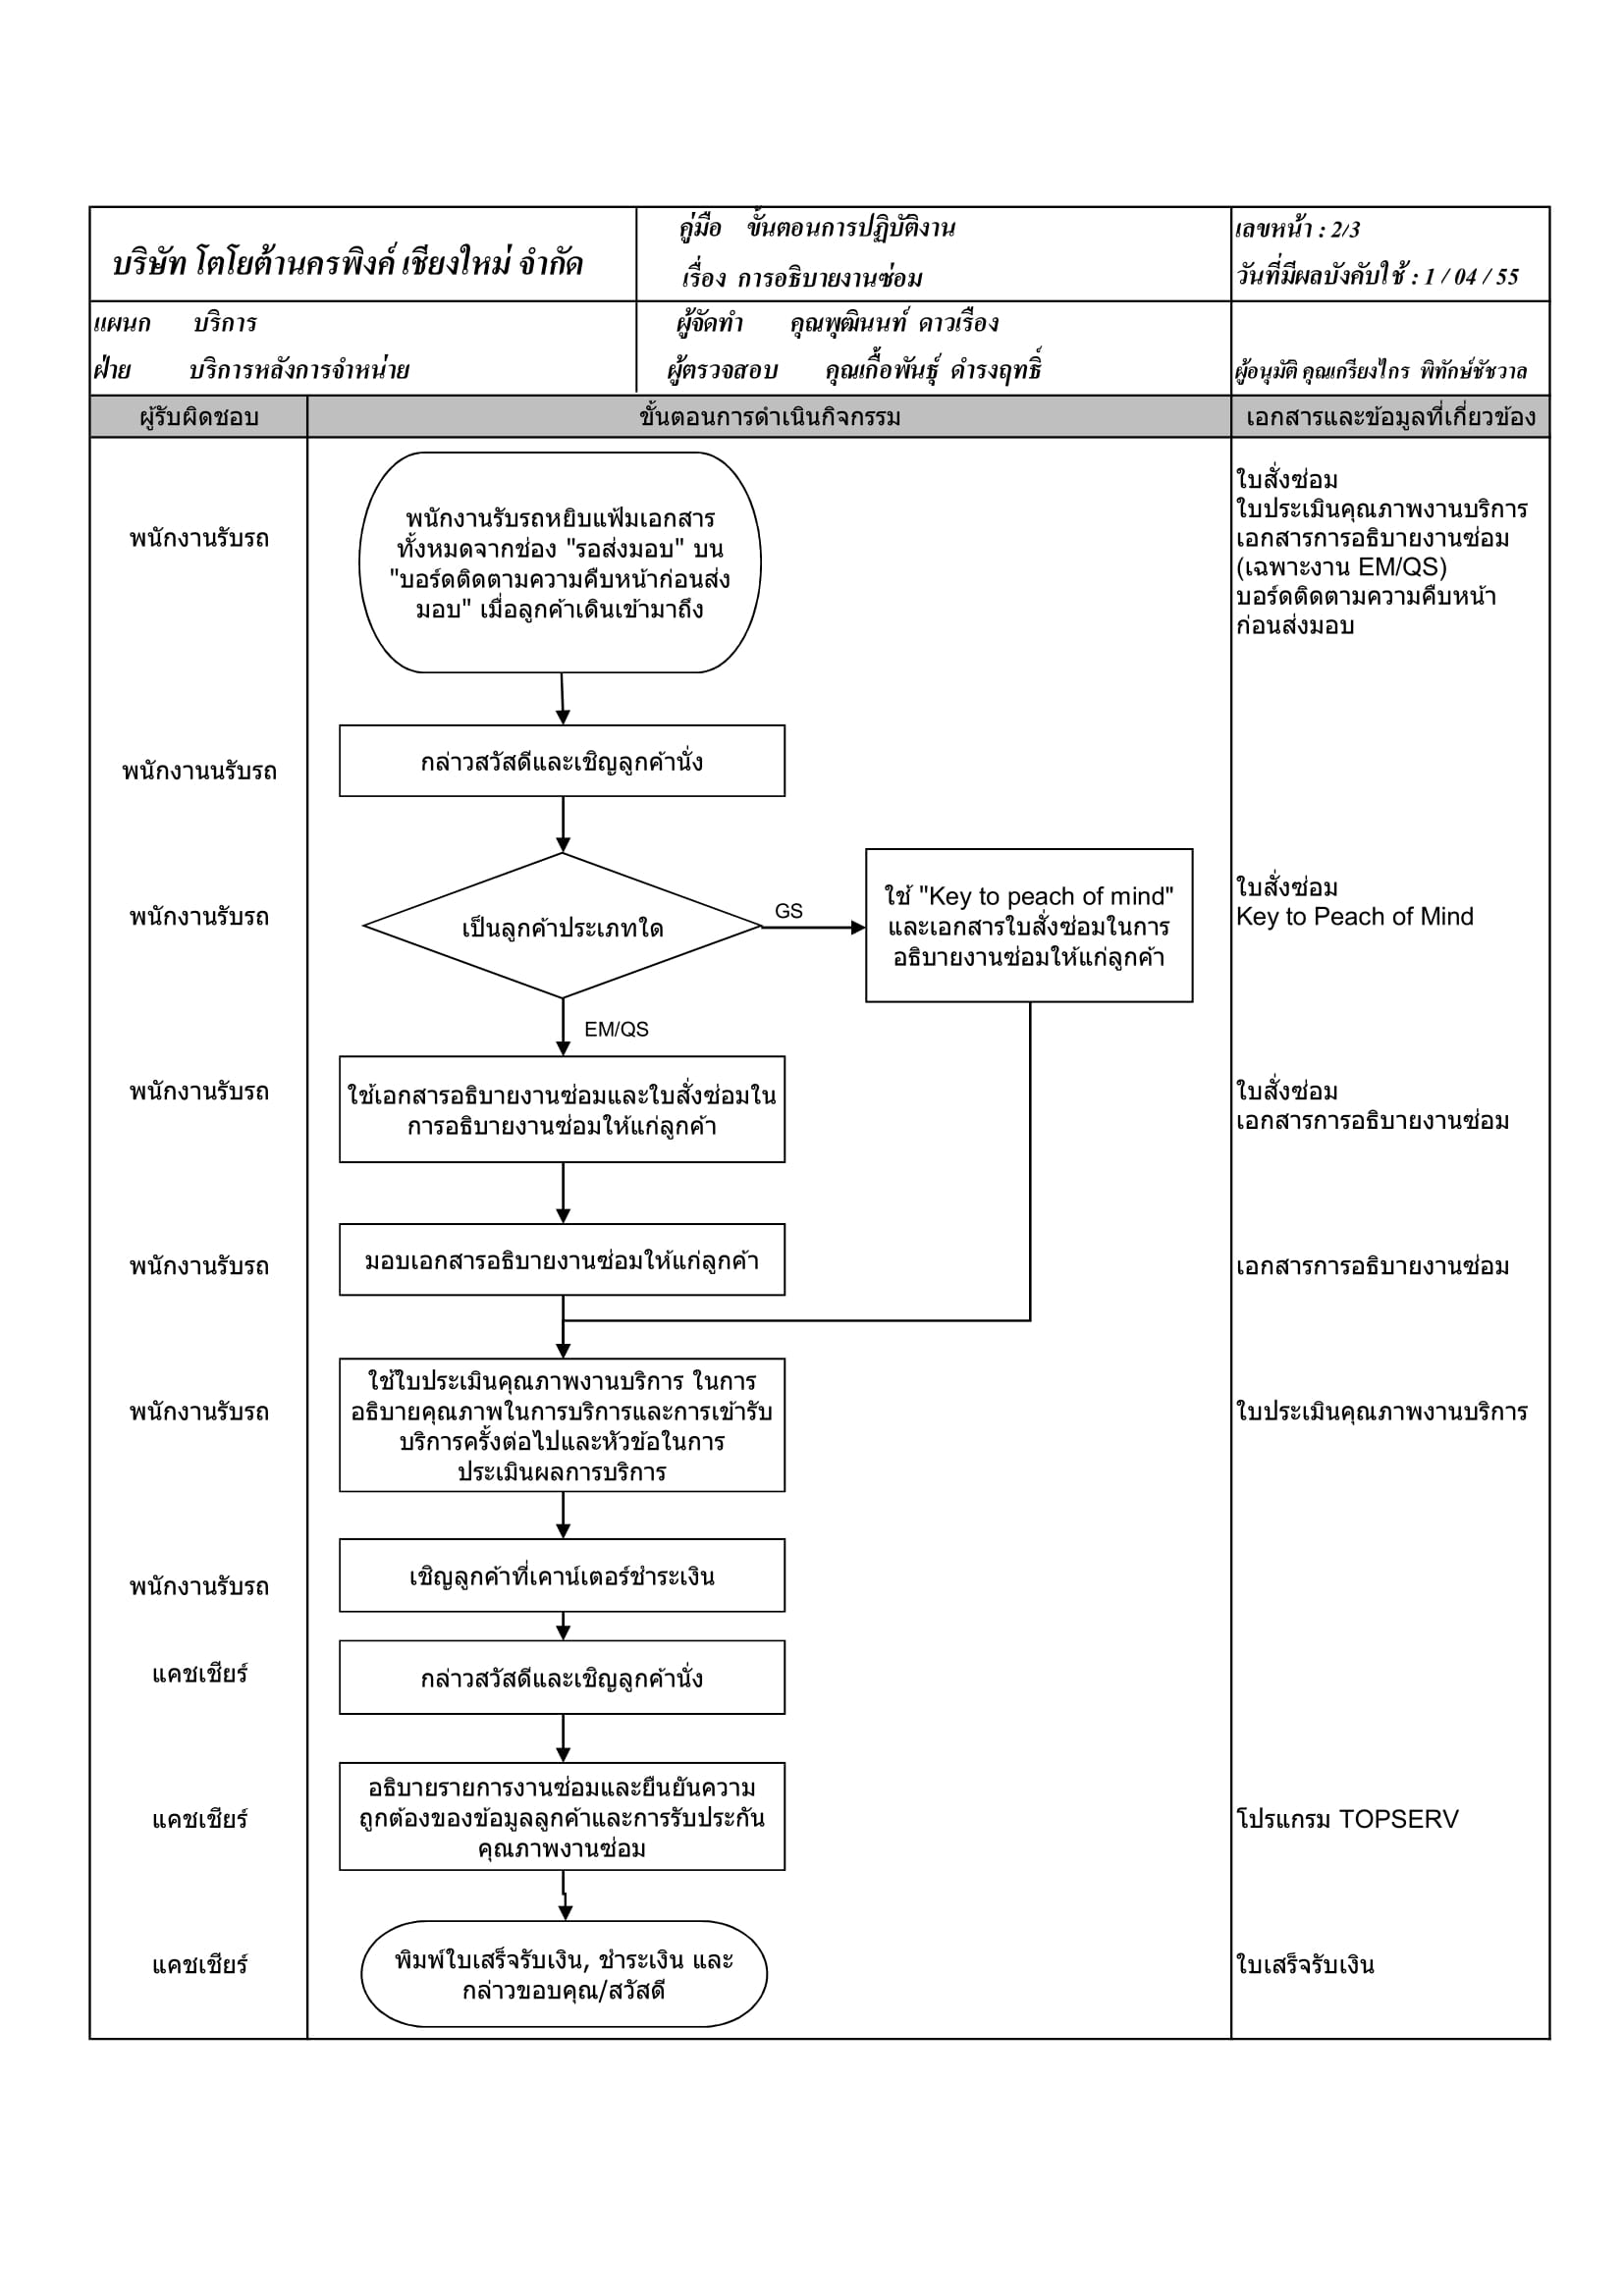 บริษัท โตโยต้านครพิงค์ เชียงใหม่ จำกัด
คู่มือ ขั้นตอนการปฏิบัติงาน
เรื่อง การอธิบายงานซ่อม
เลขหน้า : 2/3
วันที่มีผลบังคับใช้ : 1 / 04 / 55
แผนก บริการ
ฝ่าย บริการหลังการจำหน่าย
ผู้จัดทำ คุณพุฒินนท์ ดาวเรือง
ผู้ตรวจสอบ คุณเกื้อพันธุ์ ดำรงฤทธิ์
ผู้อนุมัติ คุณเกรียงไกร พิทักษ์ชัชวาล
ผู้รับผิดชอบ
ขั้นตอนการดำเนินกิจกรรม
เอกสารและข้อมูลที่เกี่ยวข้อง
พนักงานรับรถ
พนักงานรับรถหยิบแฟ้มเอกสาร
ทั้งหมดจากช่อง "รอส่งมอบ" บน
"บอร์ดติดตามความคืบหน้าก่อนส่ง
มอบ" เมื่อลูกค้าเดินเข้ามาถึง
ใบสั่งซ่อม
ใบประเมินคุณภาพงานบริการ
เอกสารการอธิบายงานซ่อม
(เฉพาะงาน EM/QS)
บอร์ดติดตามความคืบหน้า
ก่อนส่งมอบ
พนักงานนรับรถ
กล่าวสวัสดีและเชิญลูกค้านั่ง
พนักงานรับรถ
เป็นลูกค้าประเภทใด
GS
ใช้ "Key to peach of mind"
และเอกสารใบสั่งซ่อมในการ
อธิบายงานซ่อมให้แก่ลูกค้า
ใบสั่งซ่อม
Key to Peach of Mind
EM/QS
พนักงานรับรถ
ใช้เอกสารอธิบายงานซ่อมและใบสั่งซ่อมใน
การอธิบายงานซ่อมให้แก่ลูกค้า
ใบสั่งซ่อม
เอกสารการอธิบายงานซ่อม
พนักงานรับรถ
มอบเอกสารอธิบายงานซ่อมให้แก่ลูกค้า
เอกสารการอธิบายงานซ่อม
พนักงานรับรถ
ใช้ใบประเมินคุณภาพงานบริการ ในการ
อธิบายคุณภาพในการบริการและการเข้ารับ
บริการครั้งต่อไปและหัวข้อในการ
ประเมินผลการบริการ
ใบประเมินคุณภาพงานบริการ
พนักงานรับรถ
เชิญลูกค้าที่เคาน์เตอร์ชำระเงิน
แคชเชียร์
กล่าวสวัสดีและเชิญลูกค้านั่ง
แคชเชียร์
อธิบายรายการงานซ่อมและยืนยันความ
ถูกต้องของข้อมูลลูกค้าและการรับประกัน
คุณภาพงานซ่อม
โปรแกรม TOPSERV
แคชเชียร์
พิมพ์ใบเสร็จรับเงิน, ชำระเงิน และ
กล่าวขอบคุณ/สวัสดี
ใบเสร็จรับเงิน